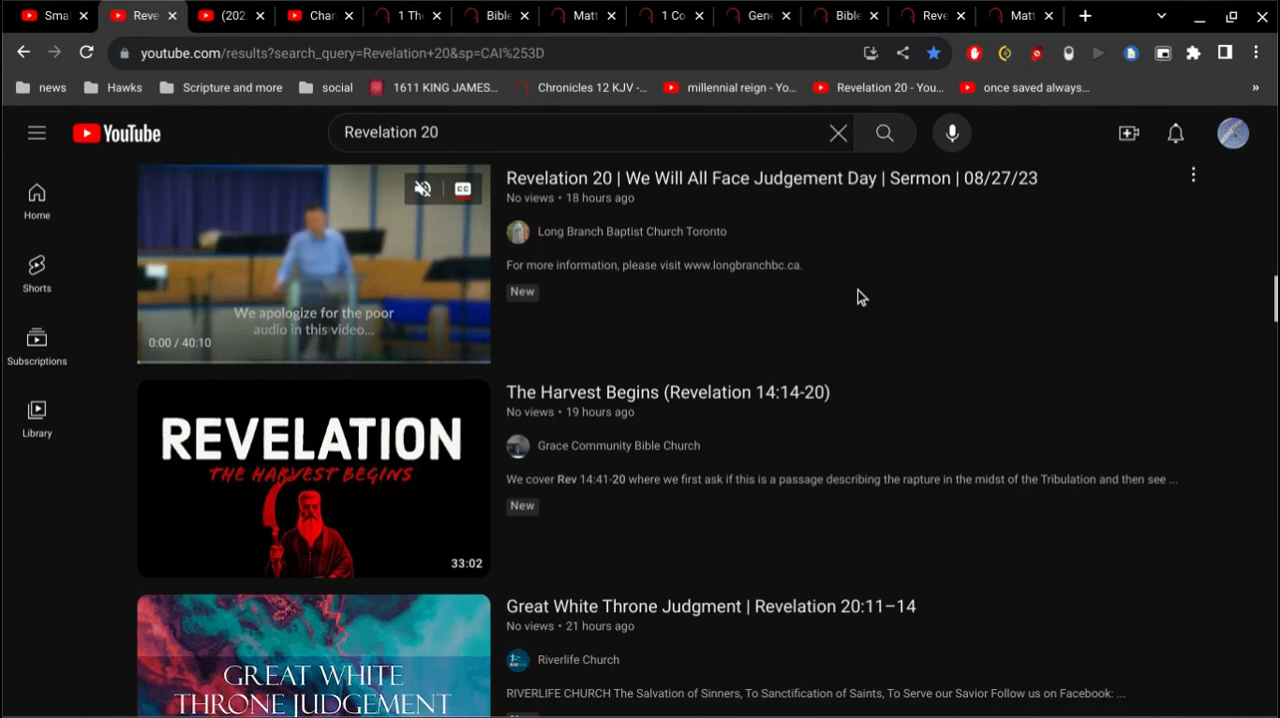 Smal
Reve
(202
Char
1 Th
Bible
Matt
1 Co
Gene
Bible
Reve
Matt
youtube.com/results?search_query=Revelation+20&sp=CAI%253D
news
Hawks
Scripture and more
social
1611 KING JAMES...
Chronicles 12 KJV -...
millennial reign - Yo...
Revelation 20 - You...
once saved always...
»
YouTube
Revelation 20
Home
Shorts
Subscriptions
Library
CC
We apologize for the poor
audio in this video...
0:00 / 40:10
Revelation 20 | We Will All Face Judgement Day | Sermon | 08/27/23
No views • 18 hours ago
Long Branch Baptist Church Toronto
For more information, please visit www.longbranchbc.ca.
New
REVELATION
THE HARVEST BEGINS
33:02
The Harvest Begins (Revelation 14:14-20)
No views • 19 hours ago
Grace Community Bible Church
We cover Rev 14:41-20 where we first ask if this is a passage describing the rapture in the midst of the Tribulation and then see ...
New
GREAT WHITE
THRONE JUDGEMENT
Great White Throne Judgment | Revelation 20:11–14
No views • 21 hours ago
Riverlife Church
RIVERLIFE CHURCH The Salvation of Sinners, To Sanctification of Saints, To Serve our Savior Follow us on Facebook: ...